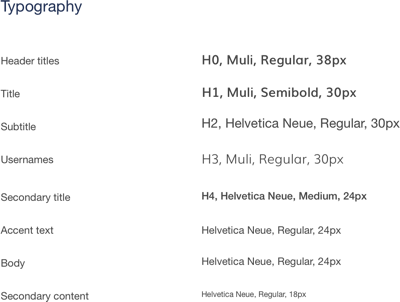 Typography
Header titles H0, Muli, Regular, 38px
Title H1, Muli, Semibold, 30px
Subtitle H2, Helvetica Neue, Regular, 30px
Usernames H3, Muli, Regular, 30px
Secondary title H4, Helvetica Neue, Medium, 24px
Accent text Helvetica Neue, Regular, 24px
Body Helvetica Neue, Regular, 24px
Secondary content Helvetica Neue, Regular, 18px